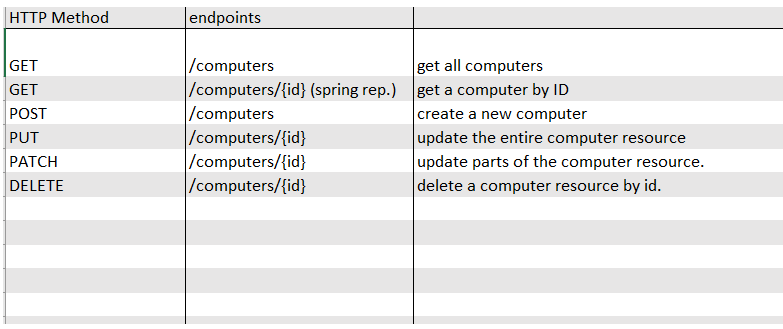 HTTP Method endpoints
GET /computers get all computers
GET /computers/{id} (spring rep.) get a computer by ID
POST /computers create a new computer
PUT /computers/{id} update the entire computer resource
PATCH /computers/{id} update parts of the computer resource.
DELETE /computers/{id} delete a computer resource by id.